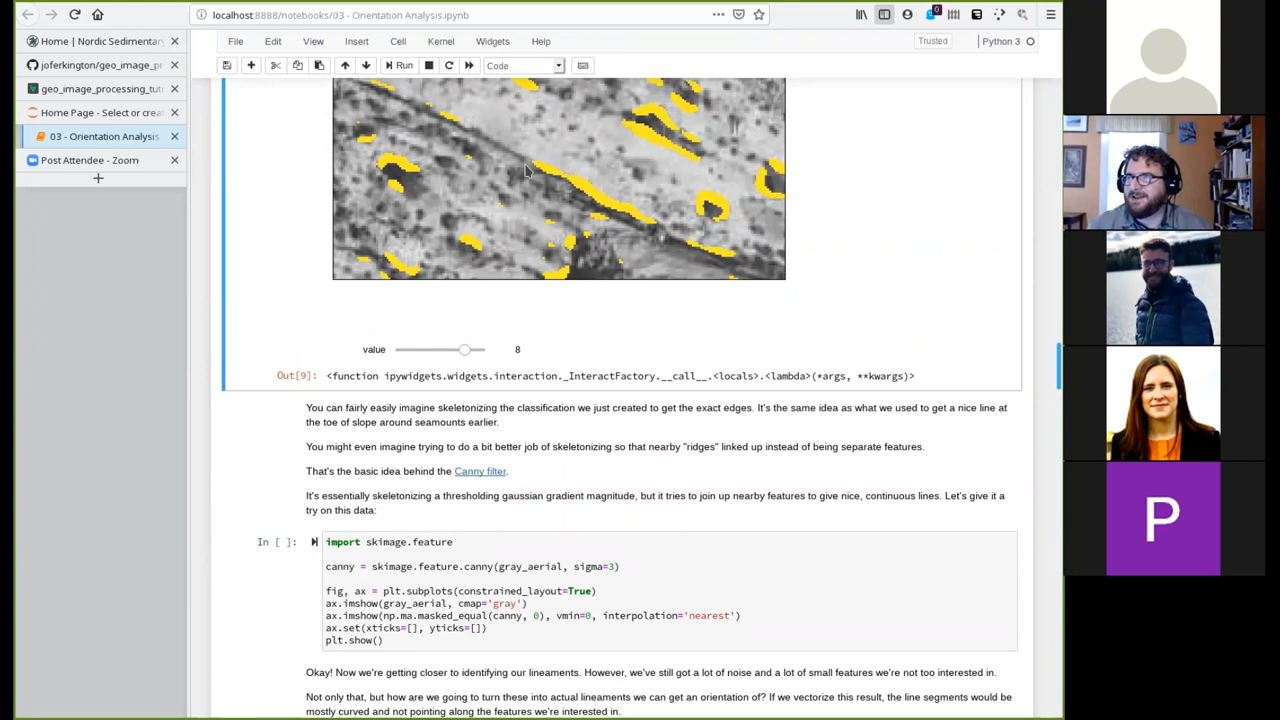 localhost:8888/notebooks/03 - Orientation Analysis.ipynb
0
Home | Nordic Sedimentary
joferkington/geo_image_pr
geo_image_processing_tuto
Home Page - Select or creat
03 - Orientation Analysis
Post Attendee - Zoom
File Edit View Insert Cell Kernel Widgets Help
Trusted
Python 3
Run
Code
value
8
Out[9]: <function ipywidgets.widgets.interaction._InteractFactory.__call__.<locals>.<lambda>(*args, **kwargs)>
You can fairly easily imagine skeletonizing the classification we just created to get the exact edges. It's the same idea as what we used to get a nice line at
the toe of slope around seamounts earlier.
You might even imagine trying to do a bit better job of skeletonizing so that nearby "ridges" linked up instead of being separate features.
That's the basic idea behind the Canny filter.
It's essentially skeletonizing a thresholding gaussian gradient magnitude, but it tries to join up nearby features to give nice, continuous lines. Let's give it a
try on this data:
In [ ]: import skimage.feature
canny = skimage.feature.canny(gray_aerial, sigma=3)
fig, ax = plt.subplots(constrained_layout=True)
ax.imshow(gray_aerial, cmap='gray')
ax.imshow(np.ma.masked_equal(canny, 0), vmin=0, interpolation='nearest')
ax.set(xticks=[], yticks=[])
plt.show()
Okay! Now we're getting closer to identifying our lineaments. However, we've still got a lot of noise and a lot of small features we're not too interested in.
Not only that, but how are we going to turn these into actual lineaments we can get an orientation of? If we vectorize this result, the line segments would be
mostly curved and not pointing along the features we're interested in.
P